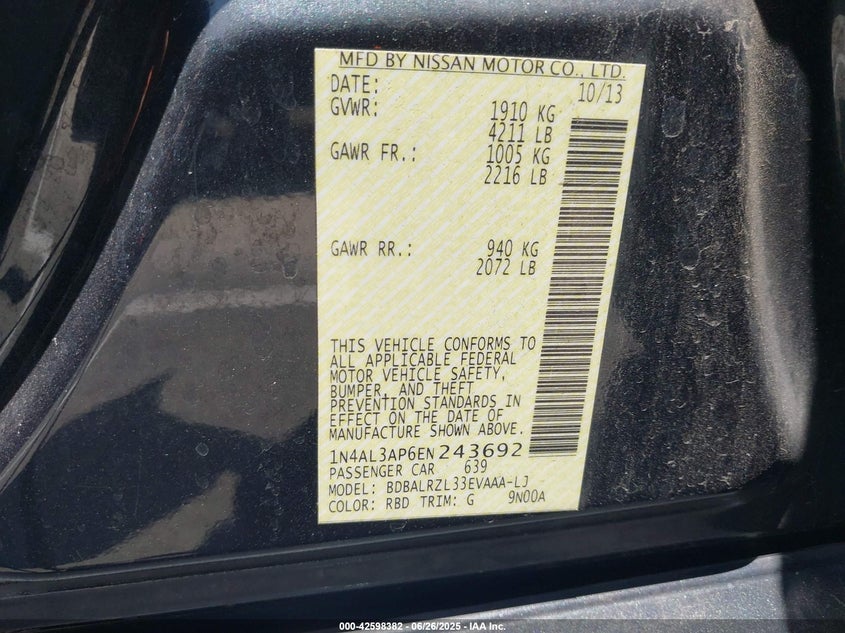 MFD BY NISSAN MOTOR CO., LTD.
DATE: 10/13
GVWR: 1910 KG
4211 LB
GAWR FR.: 1005 KG
2216 LB
GAWR RR.: 940 KG
2072 LB
THIS VEHICLE CONFORMS TO
ALL APPLICABLE FEDERAL
MOTOR VEHICLE SAFETY,
BUMPER, AND THEFT
PREVENTION STANDARDS IN
EFFECT ON THE DATE OF
MANUFACTURE SHOWN ABOVE.
1N4AL3AP6EN243692
PASSENGER CAR 639
MODEL: BDBALRZL33EVAAA-LJ
COLOR: RBD TRIM: G 9N00A
000-42598382 | 06/26/2025 - IAA Inc.